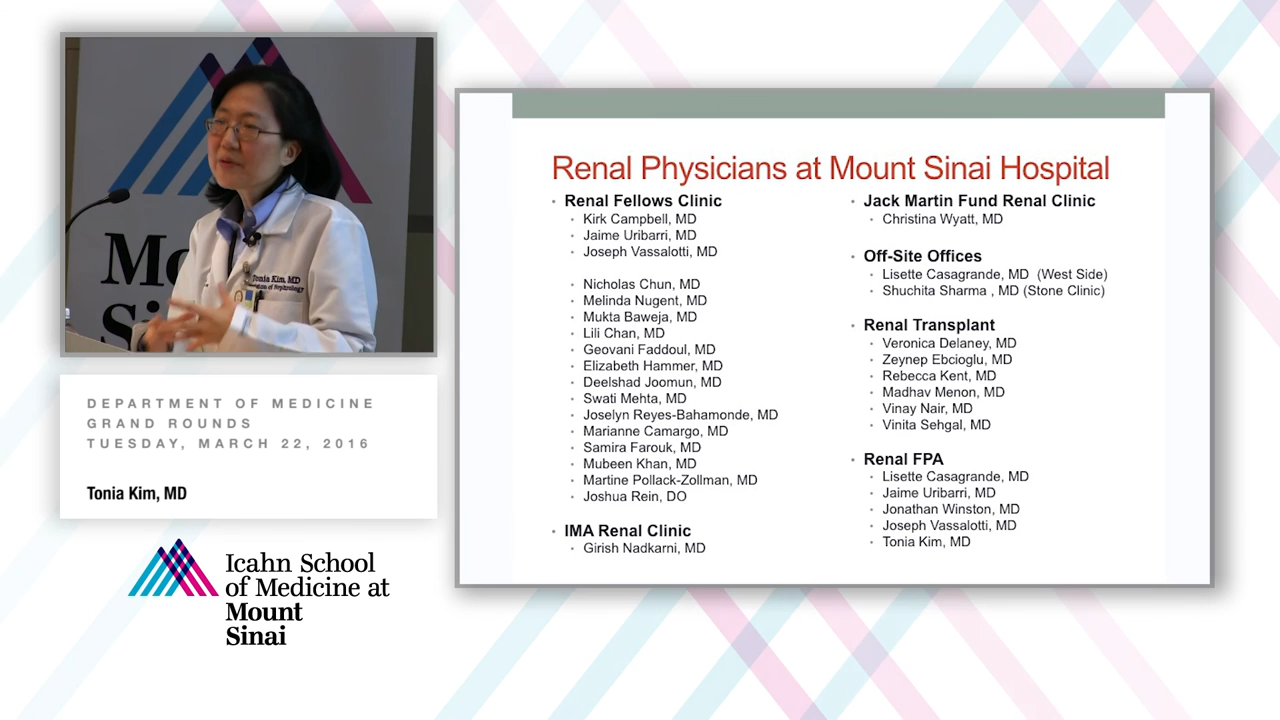 Mo
Si
Tonia Kim, MD
of Nephrology
DEPARTMENT OF MEDICINE
GRAND ROUNDS
TUESDAY, MARCH 22, 2016
Tonia Kim, MD
Icahn School
of Medicine at
Mount
Sinai
Renal Physicians at Mount Sinai Hospital
Renal Fellows Clinic
Kirk Campbell, MD
Jaime Uribarri, MD
Joseph Vassalotti, MD
Nicholas Chun, MD
Melinda Nugent, MD
Mukta Baweja, MD
Lili Chan, MD
Geovani Faddoul, MD
Elizabeth Hammer, MD
Deelshad Joomun, MD
Swati Mehta, MD
Joselyn Reyes-Bahamonde, MD
Marianne Camargo, MD
Samira Farouk, MD
Mubeen Khan, MD
Martine Pollack-Zollman, MD
Joshua Rein, DO
IMA Renal Clinic
Girish Nadkarni, MD
Jack Martin Fund Renal Clinic
Christina Wyatt, MD
Off-Site Offices
Lisette Casagrande, MD (West Side)
Shuchita Sharma , MD (Stone Clinic)
Renal Transplant
Veronica Delaney, MD
Zeynep Ebcioglu, MD
Rebecca Kent, MD
Madhav Menon, MD
Vinay Nair, MD
Vinita Sehgal, MD
Renal FPA
Lisette Casagrande, MD
Jaime Uribarri, MD
Jonathan Winston, MD
Joseph Vassalotti, MD
Tonia Kim, MD